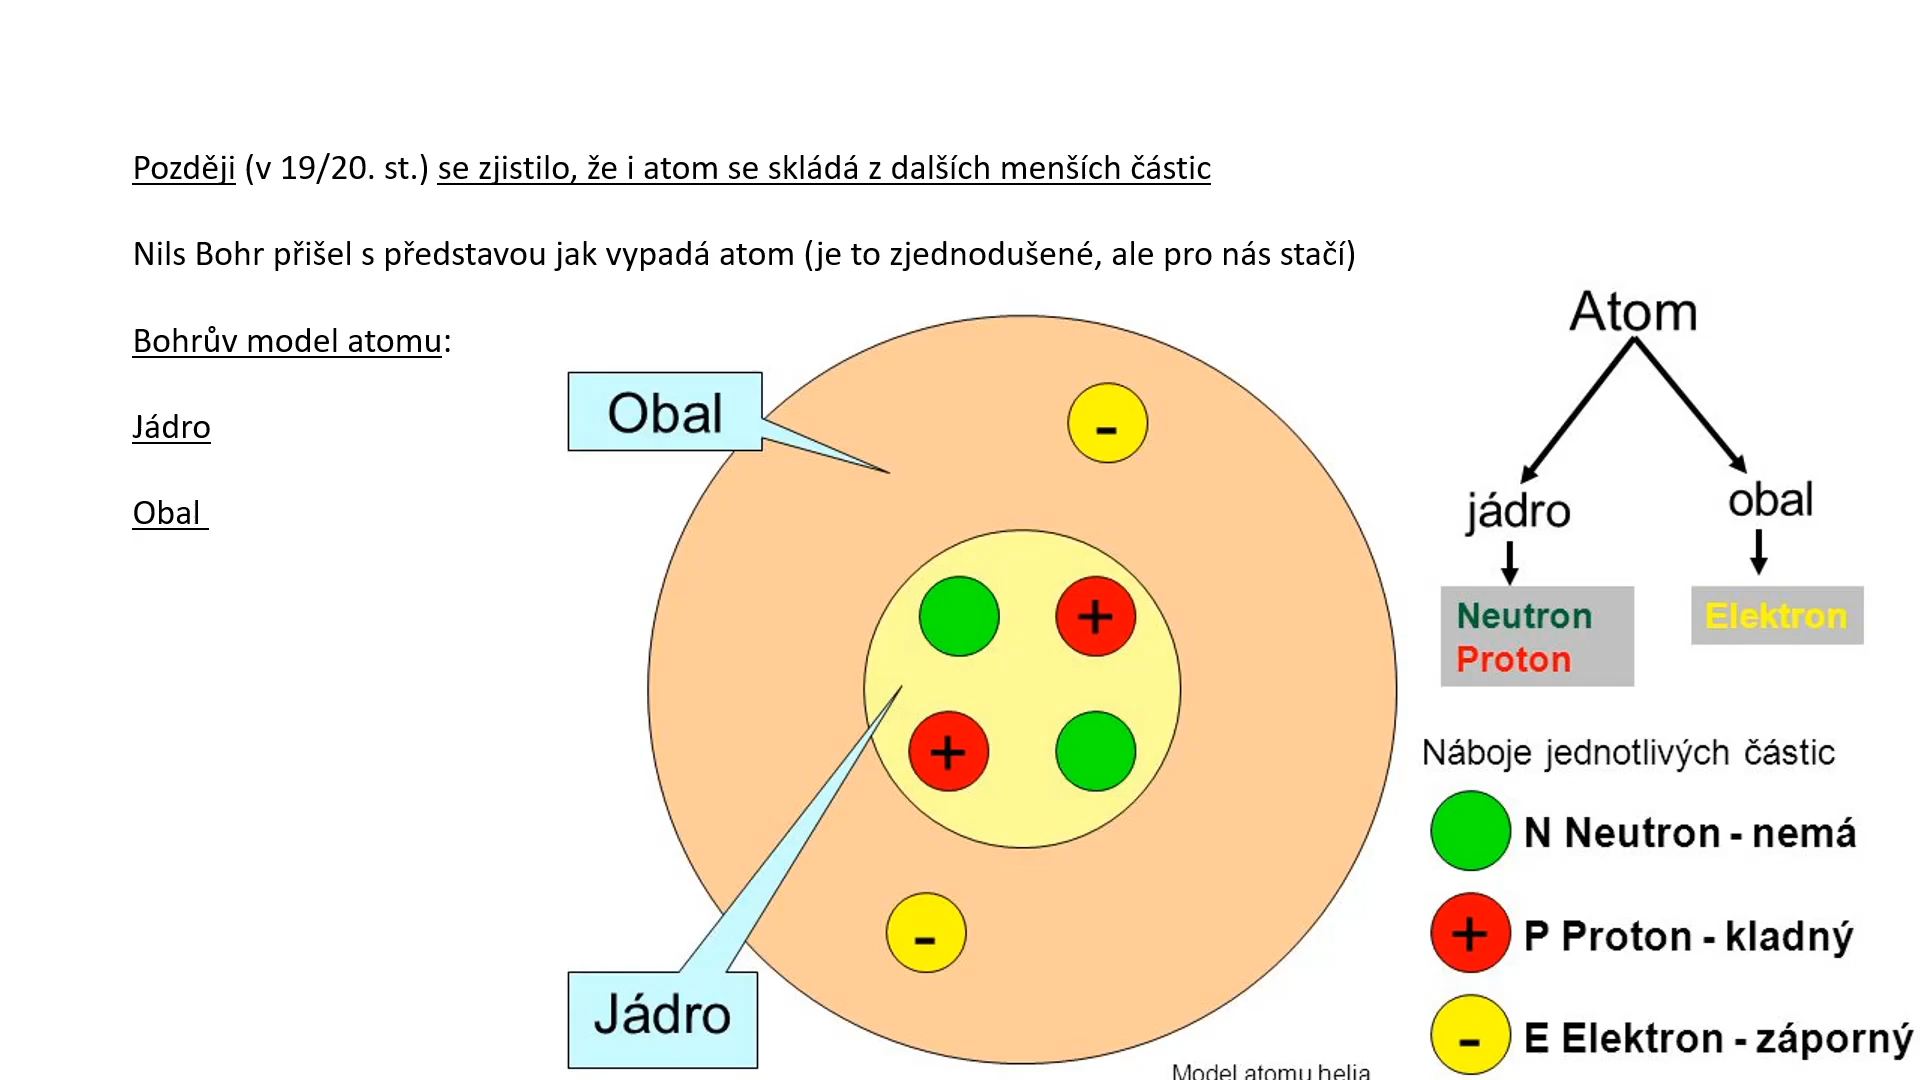 Později (v 19/20. st.) se zjistilo, že i atom se skládá z dalších menších částic
Nils Bohr přišel s představou jak vypadá atom (je to zjednodušené, ale pro nás stačí)
Bohrův model atomu:
Jádro
Obal
Obal
-
+
+
-
Jádro
Model atomu helia
Atom
jádro
obal
Neutron
Proton
Elektron
Náboje jednotlivých částic
N Neutron - nemá
+ P Proton - kladný
- E Elektron - záporný